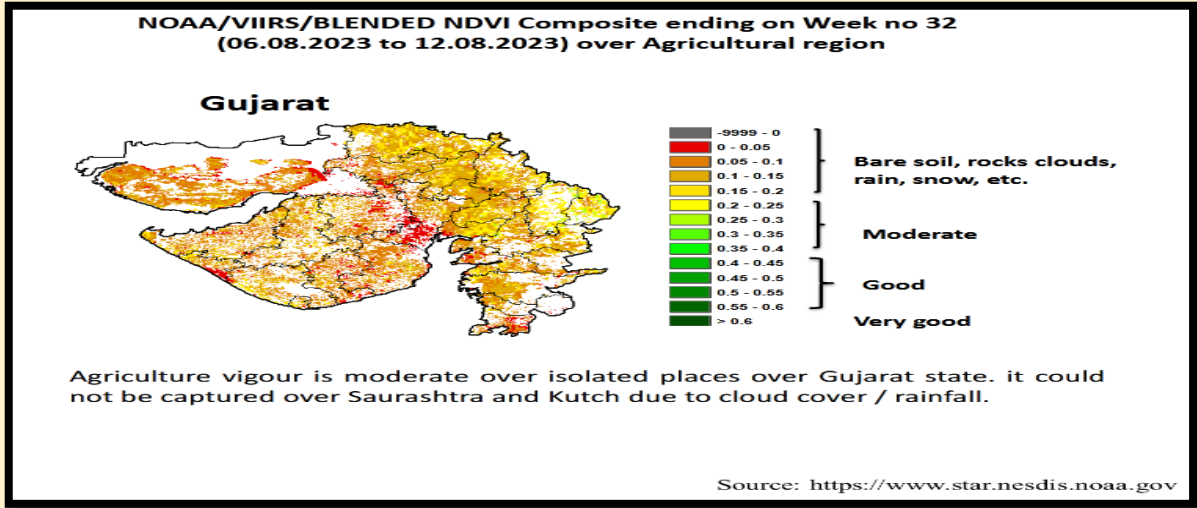 NOAA/VIIRS/BLENDED NDVI Composite ending on Week no 32
(06.08.2023 to 12.08.2023) over Agricultural region
Gujarat
-9999 - 0
0 - 0.05
0.05 - 0.1
0.1 - 0.15
0.15 - 0.2
0.2 - 0.25
0.25 - 0.3
0.3 - 0.35
0.35 - 0.4
0.4 - 0.45
0.45 - 0.5
0.5 - 0.55
0.55 - 0.6
> 0.6
Bare soil, rocks clouds,
rain, snow, etc.
Moderate
Good
Very good
Agriculture vigour is moderate over isolated places over Gujarat state. it could
not be captured over Saurashtra and Kutch due to cloud cover / rainfall.
Source: https://www.star.nesdis.noaa.gov